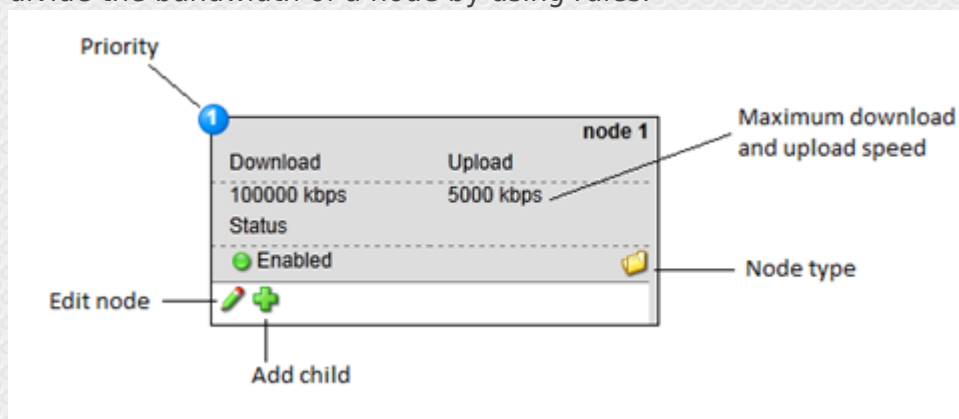 divide the bandwidth of a node by using rules.
Priority
1
node 1
Maximum download
and upload speed
Download Upload
100000 kbps 5000 kbps
Status
Enabled
Node type
Edit node
Add child